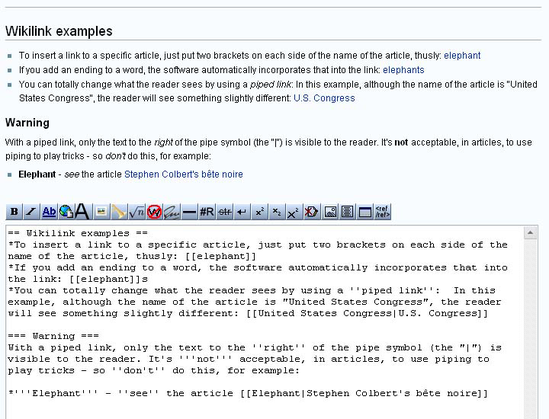 Wikilink examples
To insert a link to a specific article, just put two brackets on each side of the name of the article, thusly: elephant
If you add an ending to a word, the software automatically incorporates that into the link: elephants
You can totally change what the reader sees by using a piped link: In this example, although the name of the article is "United
States Congress", the reader will see something slightly different: U.S. Congress
Warning
With a piped link, only the text to the right of the pipe symbol (the "|") is visible to the reader. It's not acceptable, in articles, to use
piping to play tricks - so don't do this, for example:
Elephant - see the article Stephen Colbert's bête noire
B I Ab A √n W #R str x² x₂ x² <ref/ <ref>
== Wikilink examples ==
*To insert a link to a specific article, just put two brackets on each side of the
name of the article, thusly: [[elephant]]
*If you add an ending to a word, the software automatically incorporates that into
the link: [[elephant]]s
*You can totally change what the reader sees by using a ''piped link'':  In this
example, although the name of the article is "United States Congress", the reader
will see something slightly different: [[United States Congress|U.S. Congress]]
=== Warning ===
With a piped link, only the text to the ''right'' of the pipe symbol (the "|") is
visible to the reader. It's '''not''' acceptable, in articles, to use piping to
play tricks - so ''don't'' do this, for example:
*'''Elephant''' - ''see'' the article [[Elephant|Stephen Colbert's bête noire]]